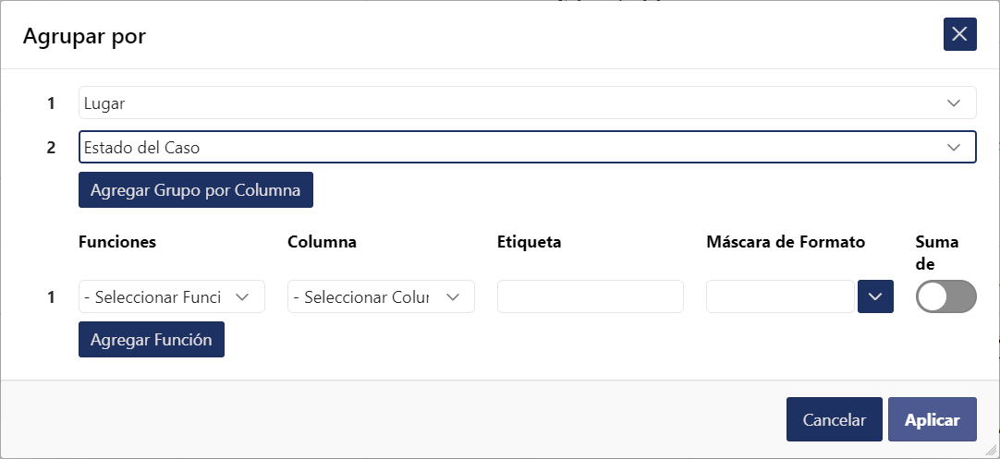 Agrupar por
1 Lugar
2 Estado del Caso
Agregar Grupo por Columna
Funciones Columna Etiqueta Máscara de Formato Suma de
1 - Seleccionar Funci - Seleccionar Colur
Agregar Función
Cancelar Aplicar